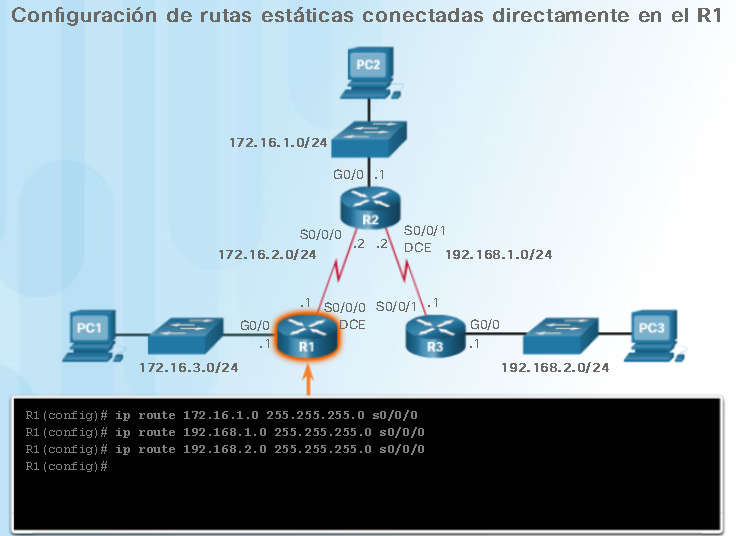 Configuración de rutas estáticas conectadas directamente en el R1
PC2
172.16.1.0/24
G0/0 .1
R2
S0/0/0 S0/0/1
.2 .2 DCE
172.16.2.0/24 192.168.1.0/24
.1 S0/0/0 S0/0/1 .1
DCE
PC1 G0/0 R1 R3 G0/0 PC3
.1 .1
172.16.3.0/24 192.168.2.0/24
R1(config)# ip route 172.16.1.0 255.255.255.0 s0/0/0
R1(config)# ip route 192.168.1.0 255.255.255.0 s0/0/0
R1(config)# ip route 192.168.2.0 255.255.255.0 s0/0/0
R1(config)#